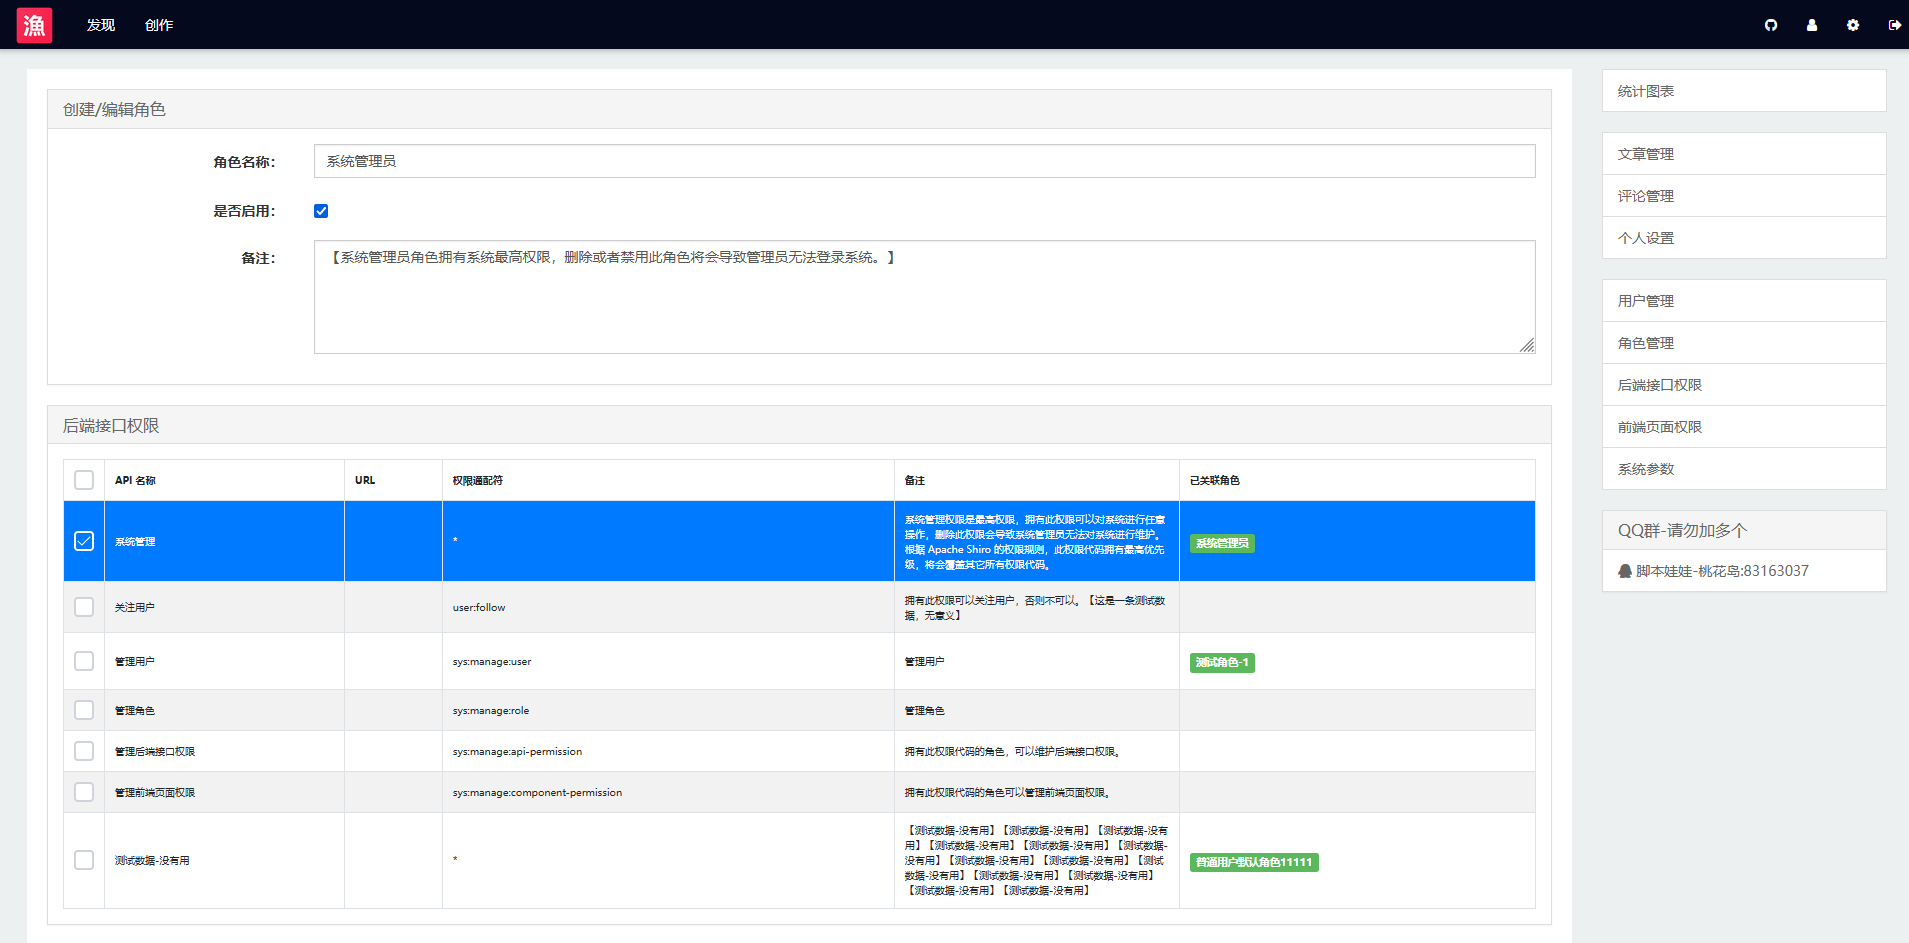 漁
发现
创作
创建/编辑角色
角色名称：
系统管理员
是否启用：
备注：
【系统管理员角色拥有系统最高权限，删除或者禁用此角色将会导致管理员无法登录系统。】
后端接口权限
API 名称
URL
权限通配符
备注
已关联角色
系统管理
*
系统管理权限是最高权限，拥有此权限可以对系统进行任意
操作，删除此权限会导致系统管理员无法对系统进行维护。
根据 Apache Shiro 的权限规则，此权限代码拥有最高优先
级，将会覆盖其它所有权限代码。
系统管理员
关注用户
user:follow
拥有此权限可以关注用户，否则不可以。【这是一条测试数
据，无意义】
管理用户
sys:manage:user
管理用户
测试角色-1
管理角色
sys:manage:role
管理角色
管理后端接口权限
sys:manage:api-permission
拥有此权限代码的角色，可以维护后端接口权限。
管理前端页面权限
sys:manage:component-permission
拥有此权限代码的角色可以管理前端页面权限。
测试数据-没有用
*
【测试数据-没有用】【测试数据-没有用】【测试数据-没有
用】【测试数据-没有用】【测试数据-没有用】【测试数据-
没有用】【测试数据-没有用】【测试数据-没有用】【测试
数据-没有用】【测试数据-没有用】【测试数据-没有用】
【测试数据-没有用】【测试数据-没有用】
普通用户默认角色11111
统计图表
文章管理
评论管理
个人设置
用户管理
角色管理
后端接口权限
前端页面权限
系统参数
QQ群-请勿加多个
脚本娃娃-桃花岛:83163037